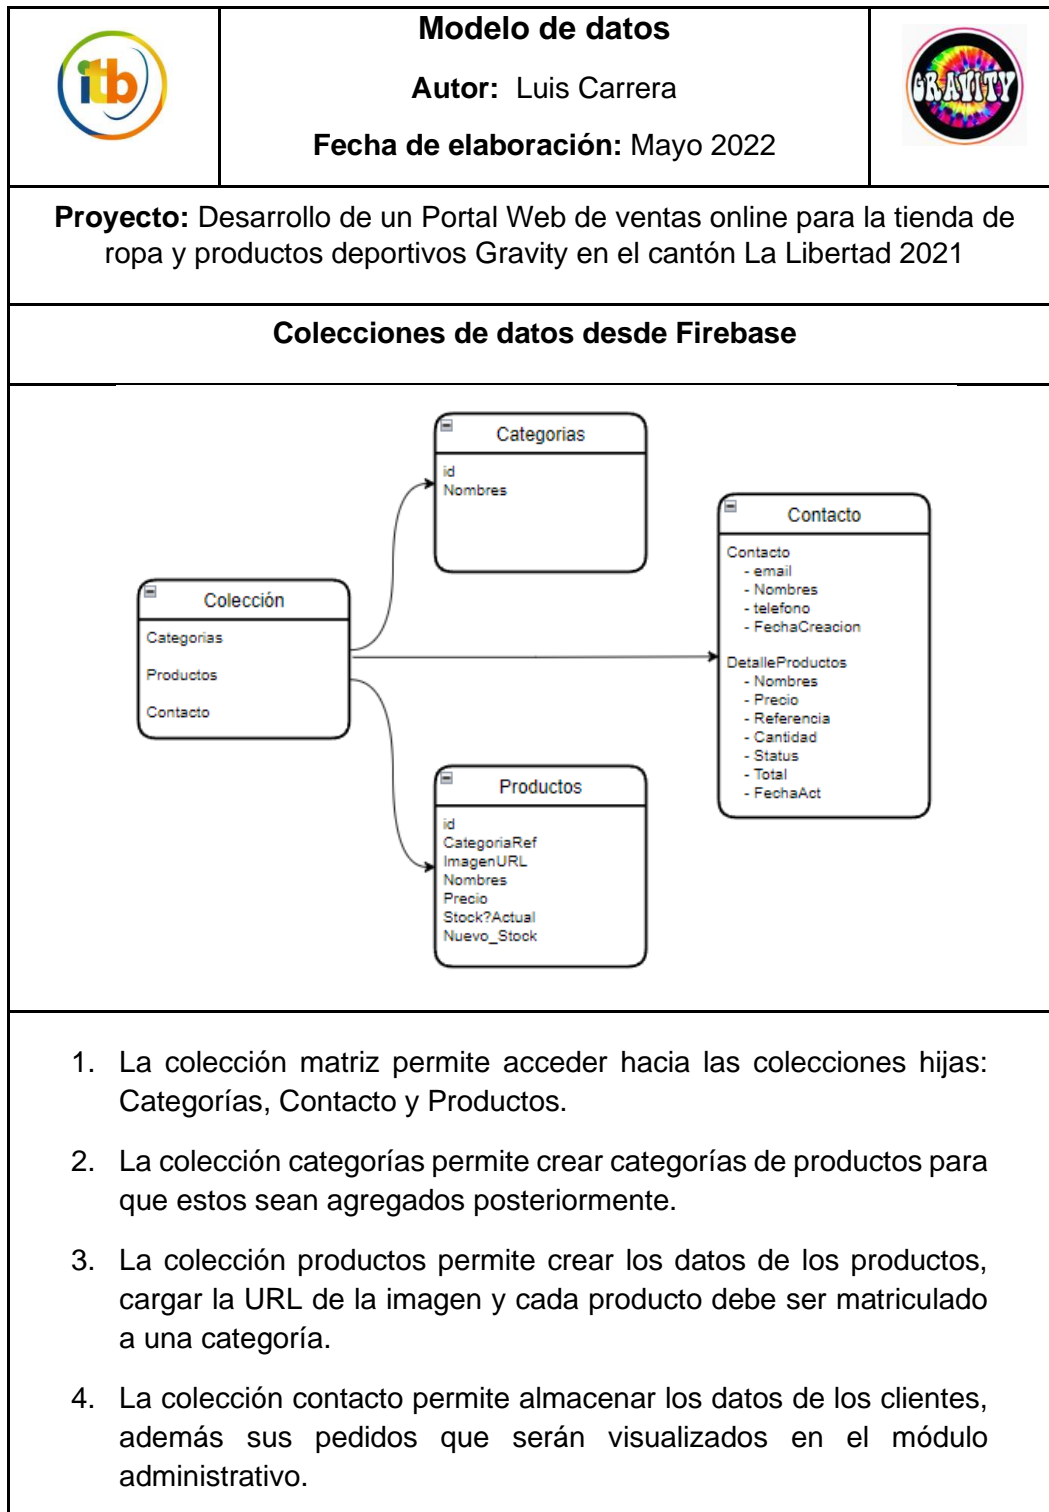 itb
Modelo de datos
Autor: Luis Carrera
Fecha de elaboración: Mayo 2022
GRAVITY
Proyecto: Desarrollo de un Portal Web de ventas online para la tienda de
ropa y productos deportivos Gravity en el cantón La Libertad 2021
Colecciones de datos desde Firebase
Categorias
id
Nombres
Colección
Categorias
Productos
Contacto
Contacto
Contacto
- email
- Nombres
- telefono
- FechaCreacion
DetalleProductos
- Nombres
- Precio
- Referencia
- Cantidad
- Status
- Total
- FechaAct
Productos
id
CategoriaRef
ImagenURL
Nombres
Precio
Stock?Actual
Nuevo_Stock
1. La colección matriz permite acceder hacia las colecciones hijas:
Categorías, Contacto y Productos.
2. La colección categorías permite crear categorías de productos para
que estos sean agregados posteriormente.
3. La colección productos permite crear los datos de los productos,
cargar la URL de la imagen y cada producto debe ser matriculado
a una categoría.
4. La colección contacto permite almacenar los datos de los clientes,
además sus pedidos que serán visualizados en el módulo
administrativo.